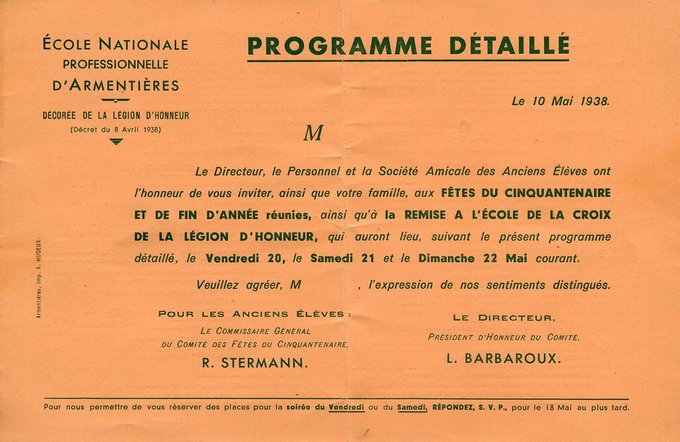 ÉCOLE NATIONALE
PROFESSIONNELLE
D'ARMENTIÈRES
DÉCORÉE DE LA LÉGION D'HONNEUR
(Décret du 8 Avril 1938)
PROGRAMME DÉTAILLÉ
Le 10 Mai 1938.
M
Le Directeur, le Personnel et la Société Amicale des Anciens Élèves ont
l'honneur de vous inviter, ainsi que votre famille, aux FÊTES DU CINQUANTENAIRE
ET DE FIN D'ANNÉE réunies, ainsi qu'à la REMISE A L'ÉCOLE DE LA CROIX
DE LA LÉGION D'HONNEUR, qui auront lieu, suivant le présent programme
détaillé, le Vendredi 20, le Samedi 21 et le Dimanche 22 Mai courant.
Veuillez agréer, M , l'expression de nos sentiments distingués.
POUR LES ANCIENS ÉLÈVES :
LE COMMISSAIRE GÉNÉRAL
DU COMITÉ DES FÊTES DU CINQUANTENAIRE,
R. STERMANN.
LE DIRECTEUR,
PRÉSIDENT D'HONNEUR DU COMITÉ,
L. BARBAROUX.
Armentières, Imp. A. HUGEUX.
Pour nous permettre de vous réserver des places pour la soirée du Vendredi ou du Samedi, RÉPONDEZ, S. V. P., pour le 18 Mai au plus tard.